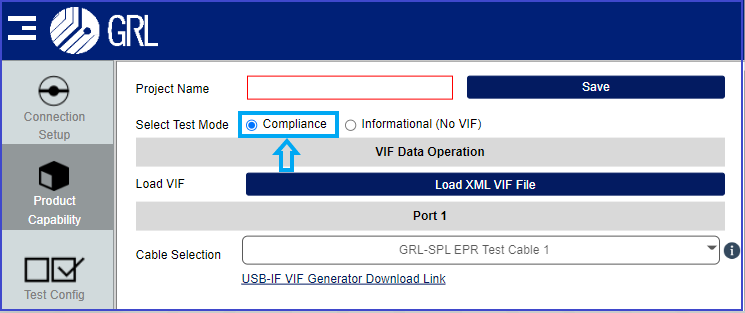 GRL
Connection
Setup
Product
Capability
Test Config
Project Name
Save
Select Test Mode
Compliance
Informational (No VIF)
VIF Data Operation
Load VIF
Load XML VIF File
Port 1
Cable Selection
GRL-SPL EPR Test Cable 1
i
USB-IF VIF Generator Download Link